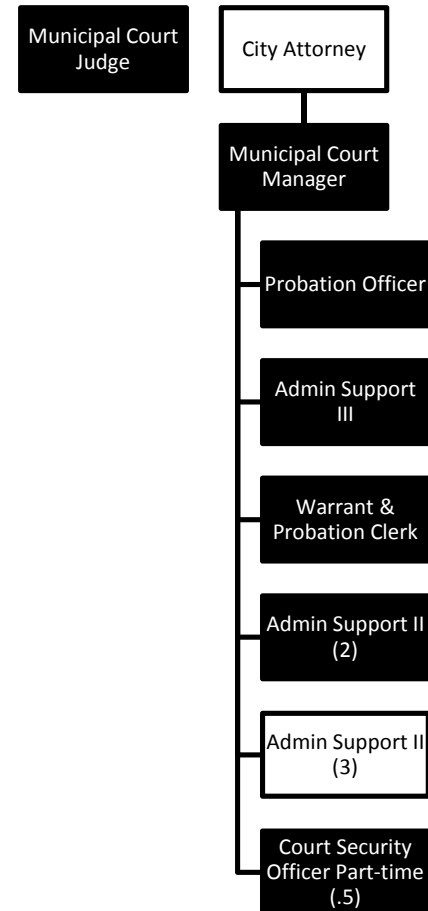 Municipal Court
Judge
City Attorney
Municipal Court
Manager
Probation Officer
Admin Support
III
Warrant &
Probation Clerk
Admin Support II
(2)
Admin Support II
(3)
Court Security
Officer Part-time
(.5)